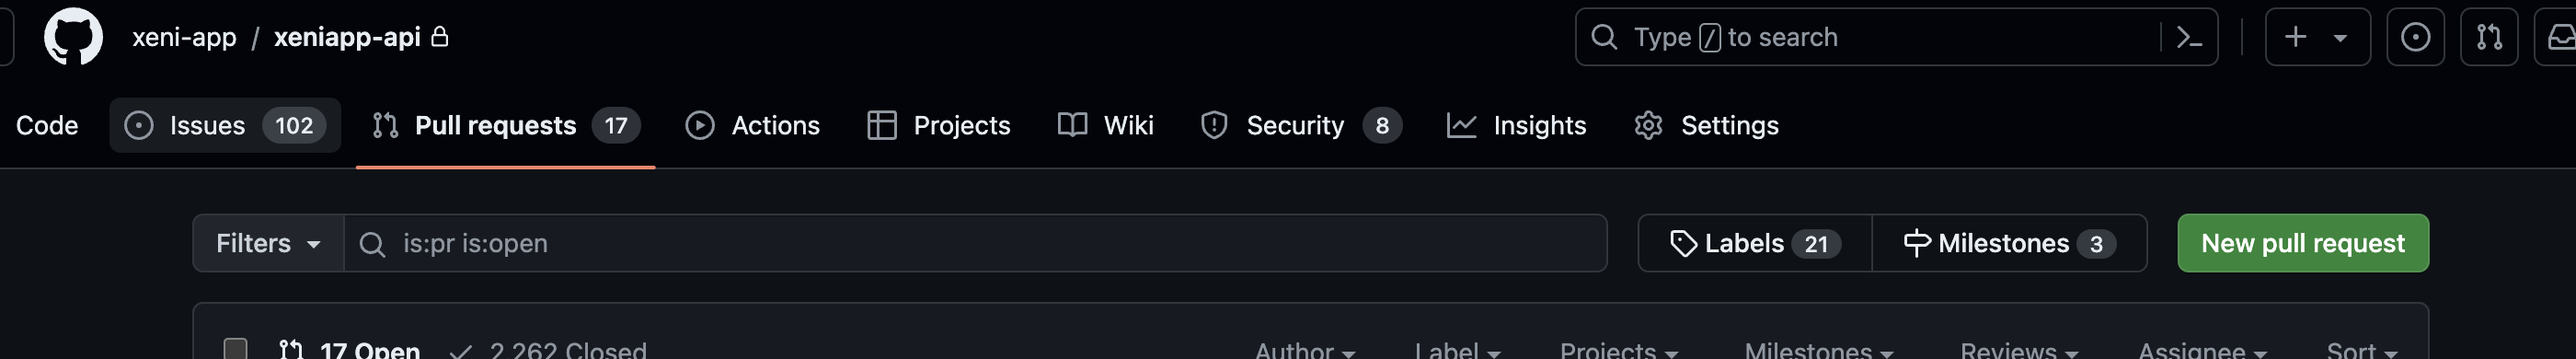 xeni-app / xeniapp-api
Type / to search
Code Issues 102 Pull requests 17 Actions Projects Wiki Security 8 Insights Settings
Filters is:pr is:open Labels 21 Milestones 3 New pull request
17 Open 2,262 Closed Author Label Projects Milestones Reviews Assignee Sort